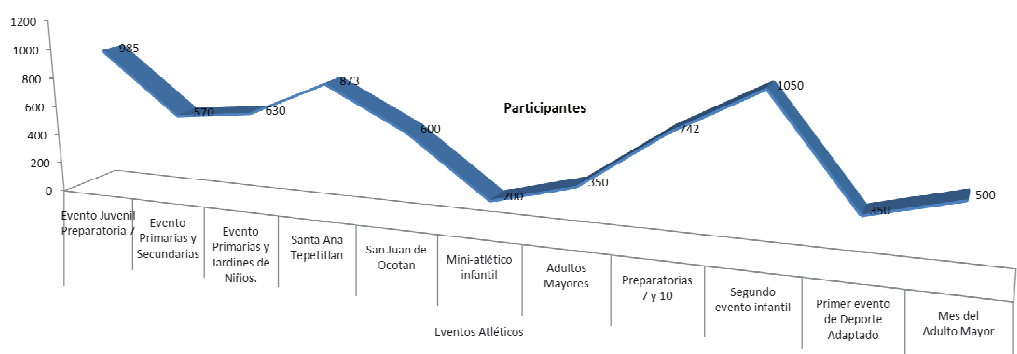 1200
1000
800
600
400
200
0
Participantes
985
570
630
873
600
200
350
742
1050
350
500
Evento Juvenil
Preparatoria 7
Evento
Primarias y
Secundarias
Evento
Primarias y
Jardines de
Niños.
Santa Ana
Tepetitlan
San Juan de
Ocotan
Mini-atlético
infantil
Adultos
Mayores
Preparatorias
7 y 10
Segundo
evento infantil
Primer evento
de Deporte
Adaptado
Mes del
Adulto Mayor
Eventos Atléticos